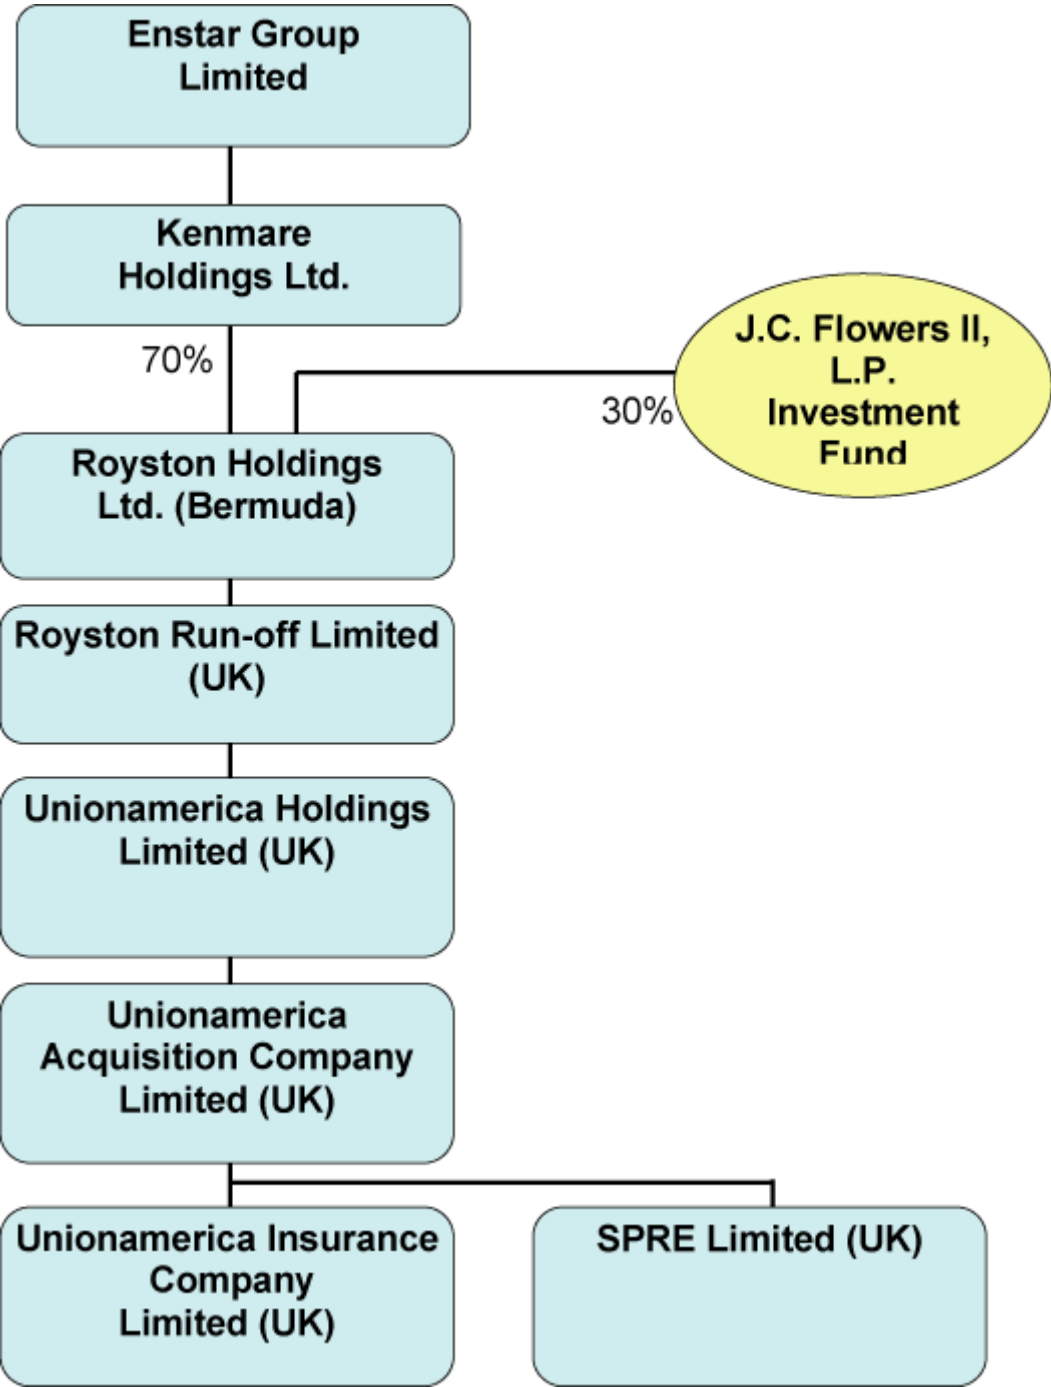 Enstar Group
Limited
Kenmare
Holdings Ltd.
70%
J.C. Flowers II,
L.P.
Investment
Fund
30%
Royston Holdings
Ltd. (Bermuda)
Royston Run-off Limited
(UK)
Unionamerica Holdings
Limited (UK)
Unionamerica
Acquisition Company
Limited (UK)
Unionamerica Insurance
Company
Limited (UK)
SPRE Limited (UK)